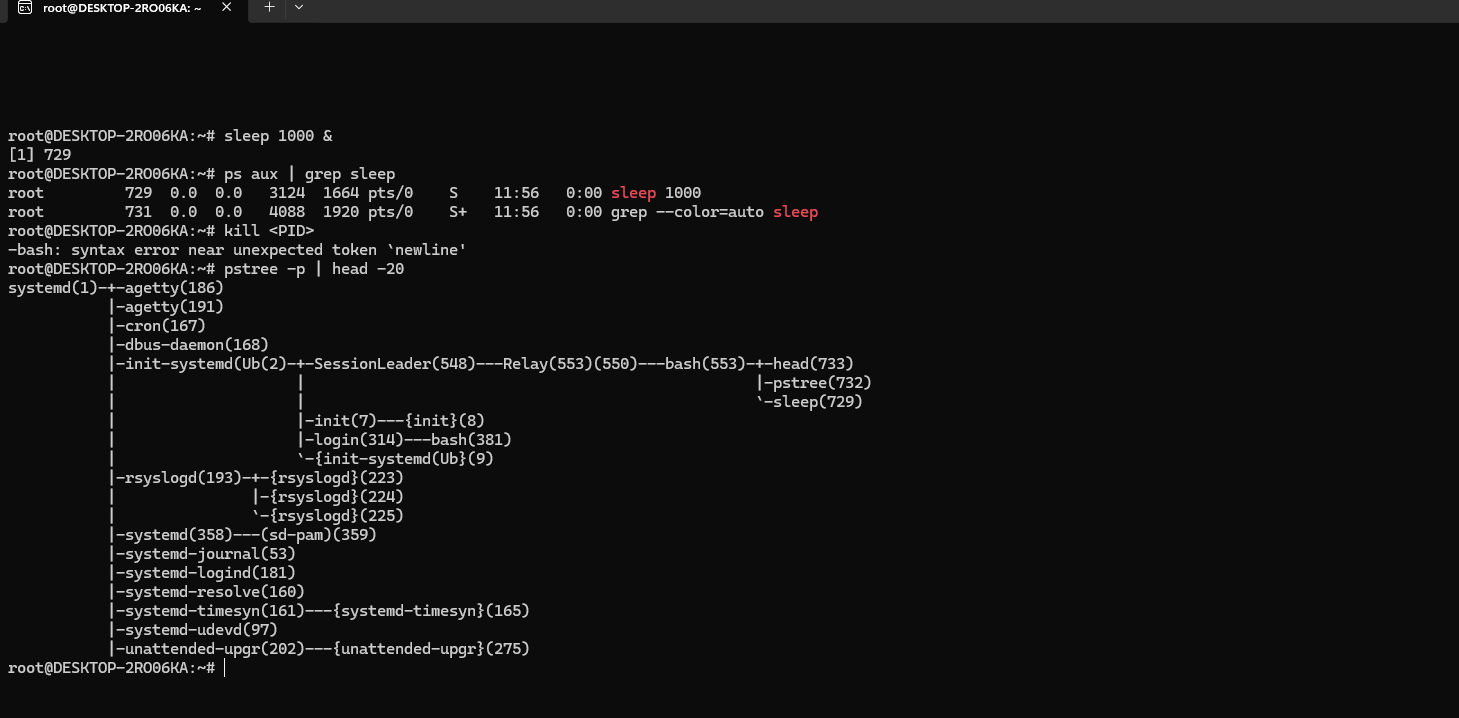 root@DESKTOP-2RO06KA: ~
root@DESKTOP-2RO06KA:~# sleep 1000 &
[1] 729
root@DESKTOP-2RO06KA:~# ps aux | grep sleep
root         729  0.0  0.0   3124  1664 pts/0    S    11:56   0:00 sleep 1000
root         731  0.0  0.0   4088  1920 pts/0    S+   11:56   0:00 grep --color=auto sleep
root@DESKTOP-2RO06KA:~# kill <PID>
-bash: syntax error near unexpected token `newline'
root@DESKTOP-2RO06KA:~# pstree -p | head -20
systemd(1)-+-agetty(186)
           |-agetty(191)
           |-cron(167)
           |-dbus-daemon(168)
           |-init-systemd(Ub(2)-+-SessionLeader(548)---Relay(553)(550)---bash(553)-+-head(733)
           |                    |                                                  |-pstree(732)
           |                    |                                                  `-sleep(729)
           |                    |-init(7)---{init}(8)
           |                    |-login(314)---bash(381)
           |                    `-{init-systemd(Ub}(9)
           |-rsyslogd(193)-+-{rsyslogd}(223)
           |               |-{rsyslogd}(224)
           |               `-{rsyslogd}(225)
           |-systemd(358)---(sd-pam)(359)
           |-systemd-journal(53)
           |-systemd-logind(181)
           |-systemd-resolve(160)
           |-systemd-timesyn(161)---{systemd-timesyn}(165)
           |-systemd-udevd(97)
           |-unattended-upgr(202)---{unattended-upgr}(275)
root@DESKTOP-2RO06KA:~#